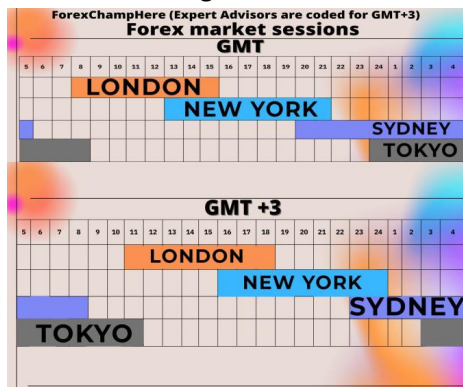 ForexChampHere (Expert Advisors are coded for GMT+3)
Forex market sessions
GMT
5 6 7 8 9 10 11 12 13 14 15 16 17 18 19 20 21 22 23 24 1 2 3 4
LONDON
NEW YORK
SYDNEY
TOKYO
GMT +3
5 6 7 8 9 10 11 12 13 14 15 16 17 18 19 20 21 22 23 24 1 2 3 4
LONDON
NEW YORK
SYDNEY
TOKYO